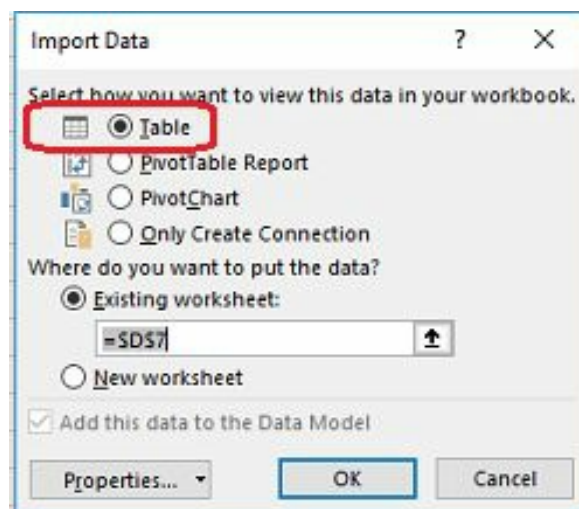 Import Data ? X
Select how you want to view this data in your workbook.
Table
PivotTable Report
PivotChart
Only Create Connection
Where do you want to put the data?
Existing worksheet:
=$D$7
New worksheet
Add this data to the Data Model
Properties... OK Cancel